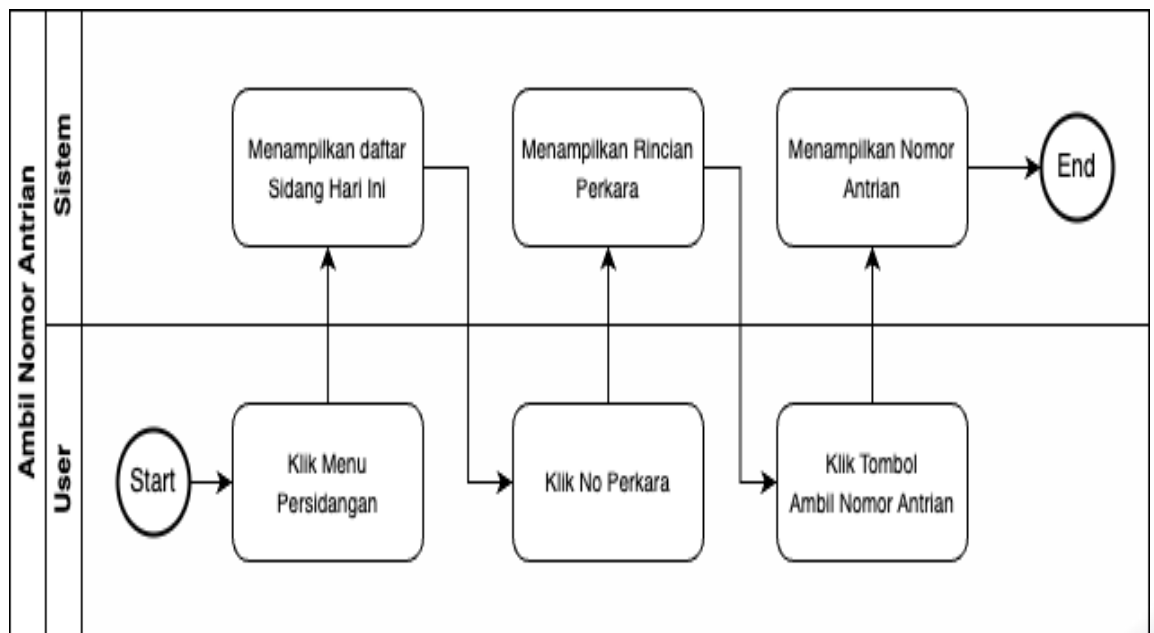 Ambil Nomor Antrian
Sistem
Menampilkan daftar
Sidang Hari Ini
Menampilkan Rincian
Perkara
Menampilkan Nomor
Antrian
End
User
Start
Klik Menu
Persidangan
Klik No Perkara
Klik Tombol
Ambil Nomor Antrian